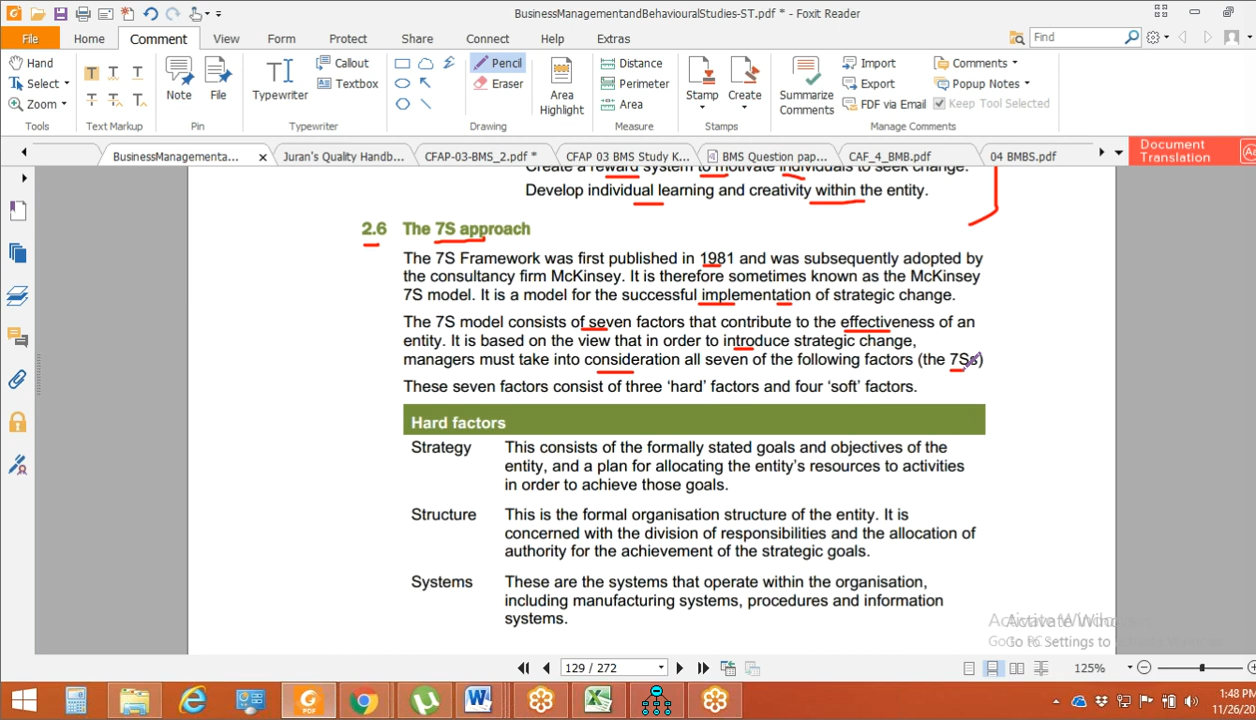 BusinessManagementandBehaviouralStudies-ST.pdf * - Foxit Reader
File Home Comment View Form Protect Share Connect Help Extras Find
Hand Select Zoom Tools
Text Markup
Note File Pin
Typewriter Callout Textbox Typewriter
Pencil Eraser Area Highlight Drawing
Distance Perimeter Area Measure
Stamp Create Stamps
Summarize Comments Import Export FDF via Email Comments Popup Notes Keep Tool Selected Manage Comments
BusinessManagementa... Juran's Quality Handb... CFAP-03-BMS_2.pdf * CFAP 03 BMS Study K... BMS Question pap... CAF_4_BMB.pdf 04 BMBS.pdf Document Translation
Create a reward system to motivate individuals to seek change.
Develop individual learning and creativity within the entity.
2.6 The 7S approach
The 7S Framework was first published in 1981 and was subsequently adopted by
the consultancy firm McKinsey. It is therefore sometimes known as the McKinsey
7S model. It is a model for the successful implementation of strategic change.
The 7S model consists of seven factors that contribute to the effectiveness of an
entity. It is based on the view that in order to introduce strategic change,
managers must take into consideration all seven of the following factors (the 7Ss)
These seven factors consist of three ‘hard’ factors and four ‘soft’ factors.
Hard factors
Strategy This consists of the formally stated goals and objectives of the
entity, and a plan for allocating the entity’s resources to activities
in order to achieve those goals.
Structure This is the formal organisation structure of the entity. It is
concerned with the division of responsibilities and the allocation of
authority for the achievement of the strategic goals.
Systems These are the systems that operate within the organisation,
including manufacturing systems, procedures and information
systems.
129 / 272 125%
1:48 PM